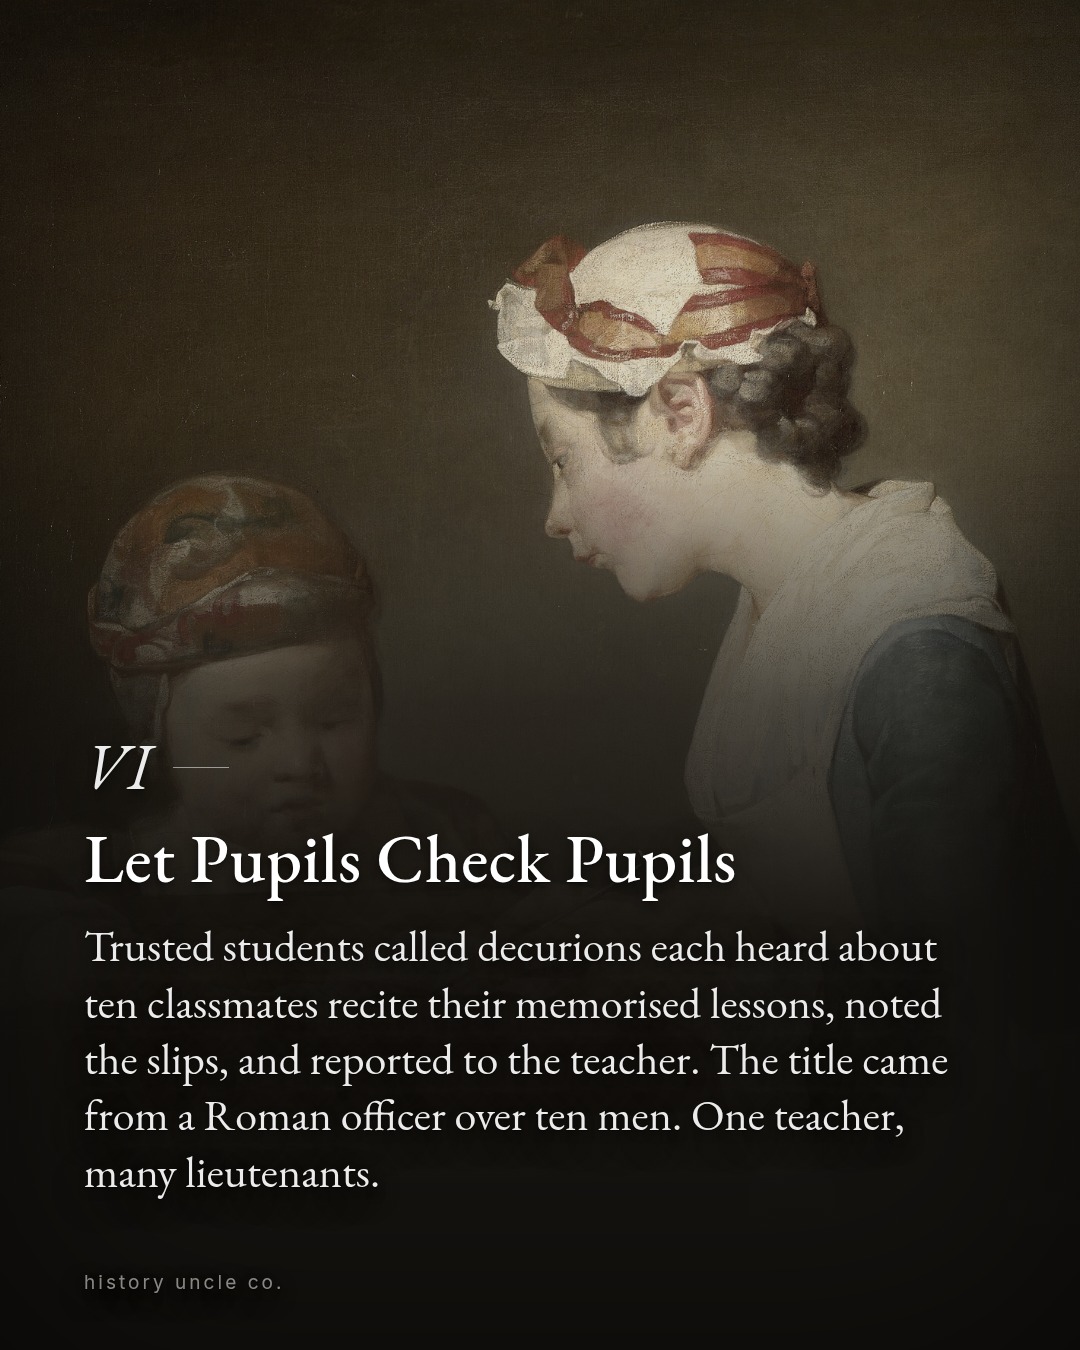 VI
Let Pupils Check Pupils
Trusted students called decurions each heard about
ten classmates recite their memorised lessons, noted
the slips, and reported to the teacher. The title came
from a Roman officer over ten men. One teacher,
many lieutenants.
history uncle co.